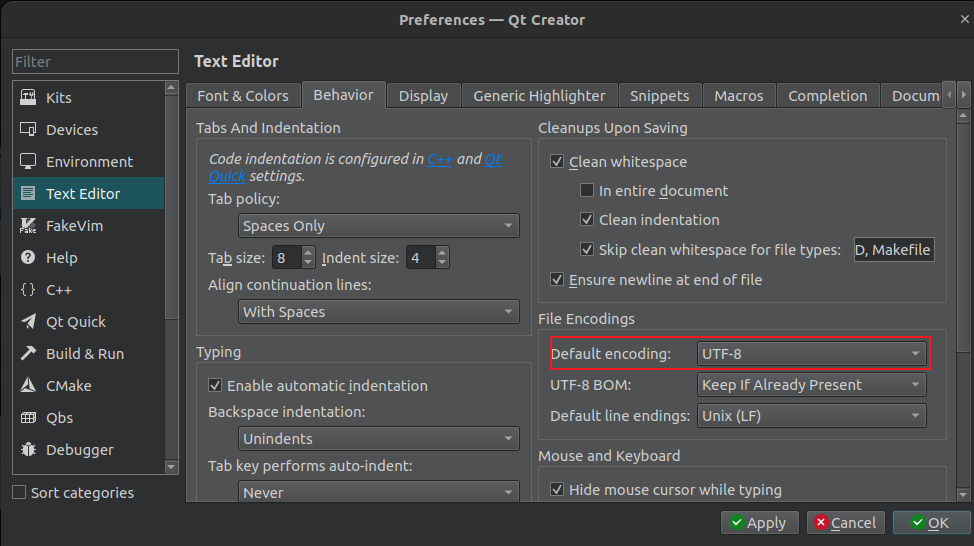 Preferences — Qt Creator
Filter
Kits
Devices
Environment
Text Editor
FakeVim
Help
C++
Qt Quick
Build & Run
CMake
Qbs
Debugger
Sort categories
Text Editor
Font & Colors
Behavior
Display
Generic Highlighter
Snippets
Macros
Completion
Docum
Tabs And Indentation
Code indentation is configured in C++ and Qt
Quick settings.
Tab policy:
Spaces Only
Tab size: 8 Indent size: 4
Align continuation lines:
With Spaces
Typing
Enable automatic indentation
Backspace indentation:
Unindents
Tab key performs auto-indent:
Never
Cleanups Upon Saving
Clean whitespace
In entire document
Clean indentation
Skip clean whitespace for file types: D, Makefile
Ensure newline at end of file
File Encodings
Default encoding: UTF-8
UTF-8 BOM: Keep If Already Present
Default line endings: Unix (LF)
Mouse and Keyboard
Hide mouse cursor while typing
Apply
Cancel
OK